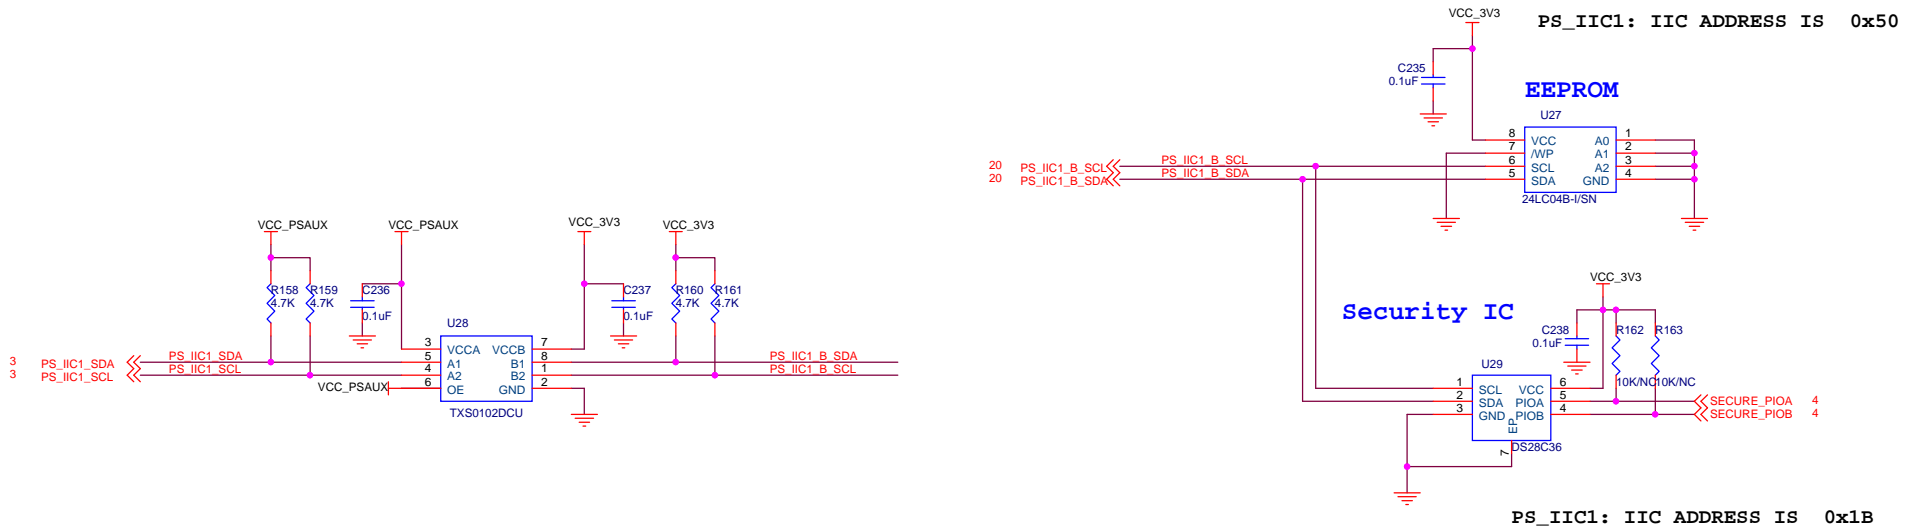 VCC_3V3
PS_IIC1: IIC ADDRESS IS 0x50
C235
0.1uF
EEPROM
U27
8 VCC A0 1
7 /WP A1 2
6 SCL A2 3
5 SDA GND 4
24LC04B-I/SN
20 PS_IIC1_B_SCL PS_IIC1_B_SCL
20 PS_IIC1_B_SDA PS_IIC1_B_SDA
VCC_PSAUX VCC_PSAUX VCC_3V3 VCC_3V3
R158 R159 C236 C237 R160 R161
4.7K 4.7K 0.1uF 0.1uF 4.7K 4.7K
U28
3 VCCA VCCB 7
3 PS_IIC1_SDA PS_IIC1_SDA 5 A1 B1 8 PS_IIC1_B_SDA
3 PS_IIC1_SCL PS_IIC1_SCL 4 A2 B2 1 PS_IIC1_B_SCL
VCC_PSAUX 6 OE GND 2
TXS0102DCU
VCC_3V3
Security IC
C238 R162 R163
0.1uF
U29
10K/NC 10K/NC
1 SCL VCC 6
2 SDA PIOA 5 SECURE_PIOA 4
3 GND PIOB 4 SECURE_PIOB 4
EP
7
DS28C36
PS_IIC1: IIC ADDRESS IS 0x1B